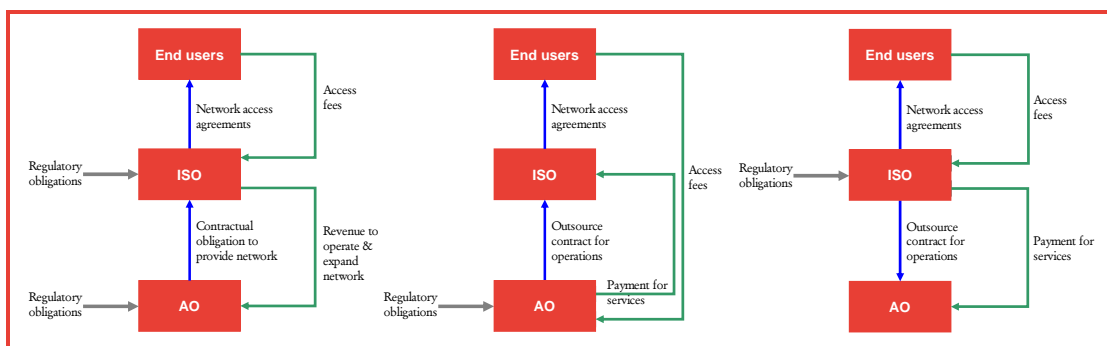 End users
Access
fees
Network access
agreements
Regulatory
obligations
ISO
Contractual
obligation to
provide network
Revenue to
operate &
expand
network
Regulatory
obligations
AO
End users
Network access
agreements
Access
fees
ISO
Outsource
contract for
operations
Payment for
services
Regulatory
obligations
AO
End users
Access
fees
Network access
agreements
Regulatory
obligations
ISO
Outsource
contract for
operations
Payment for
services
AO